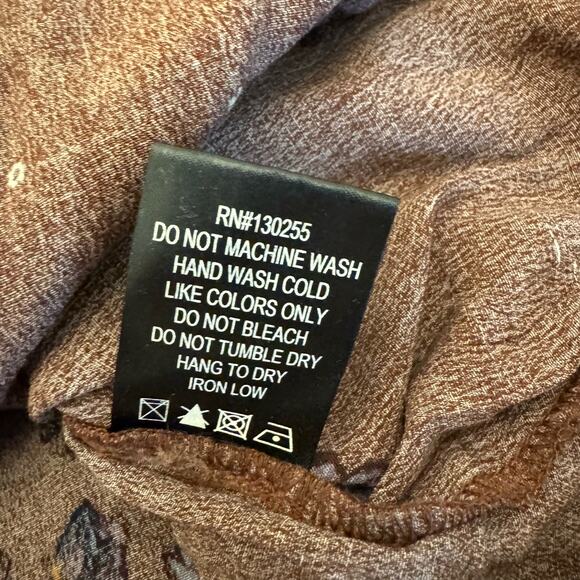 RN#130255
DO NOT MACHINE WASH
HAND WASH COLD
LIKE COLORS ONLY
DO NOT BLEACH
DO NOT TUMBLE DRY
HANG TO DRY
IRON LOW